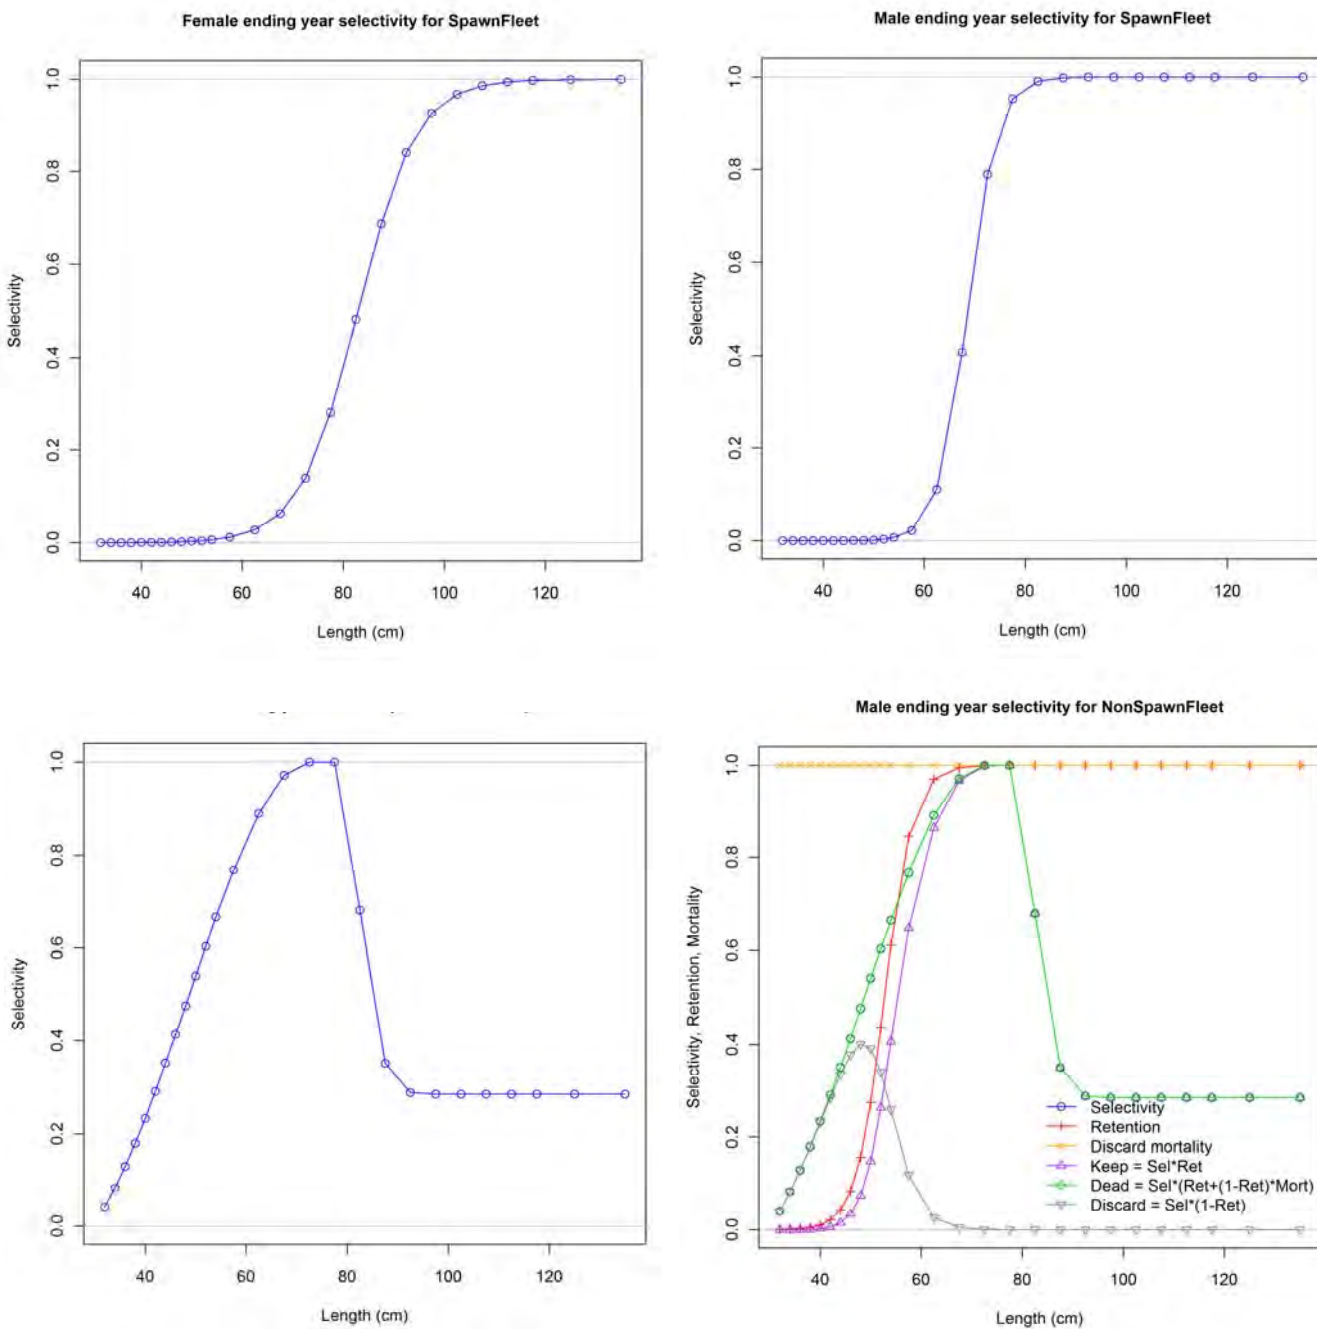 Female ending year selectivity for SpawnFleet
Selectivity
0.0 0.2 0.4 0.6 0.8 1.0
40 60 80 100 120
Length (cm)
Male ending year selectivity for SpawnFleet
Selectivity
0.0 0.2 0.4 0.6 0.8 1.0
40 60 80 100 120
Length (cm)
Selectivity
0.0 0.2 0.4 0.6 0.8 1.0
40 60 80 100 120
Length (cm)
Male ending year selectivity for NonSpawnFleet
Selectivity, Retention, Mortality
0.0 0.2 0.4 0.6 0.8 1.0
Selectivity
Retention
Discard mortality
Keep = Sel*Ret
Dead = Sel*(Ret+(1-Ret)*Mort)
Discard = Sel*(1-Ret)
40 60 80 100 120
Length (cm)